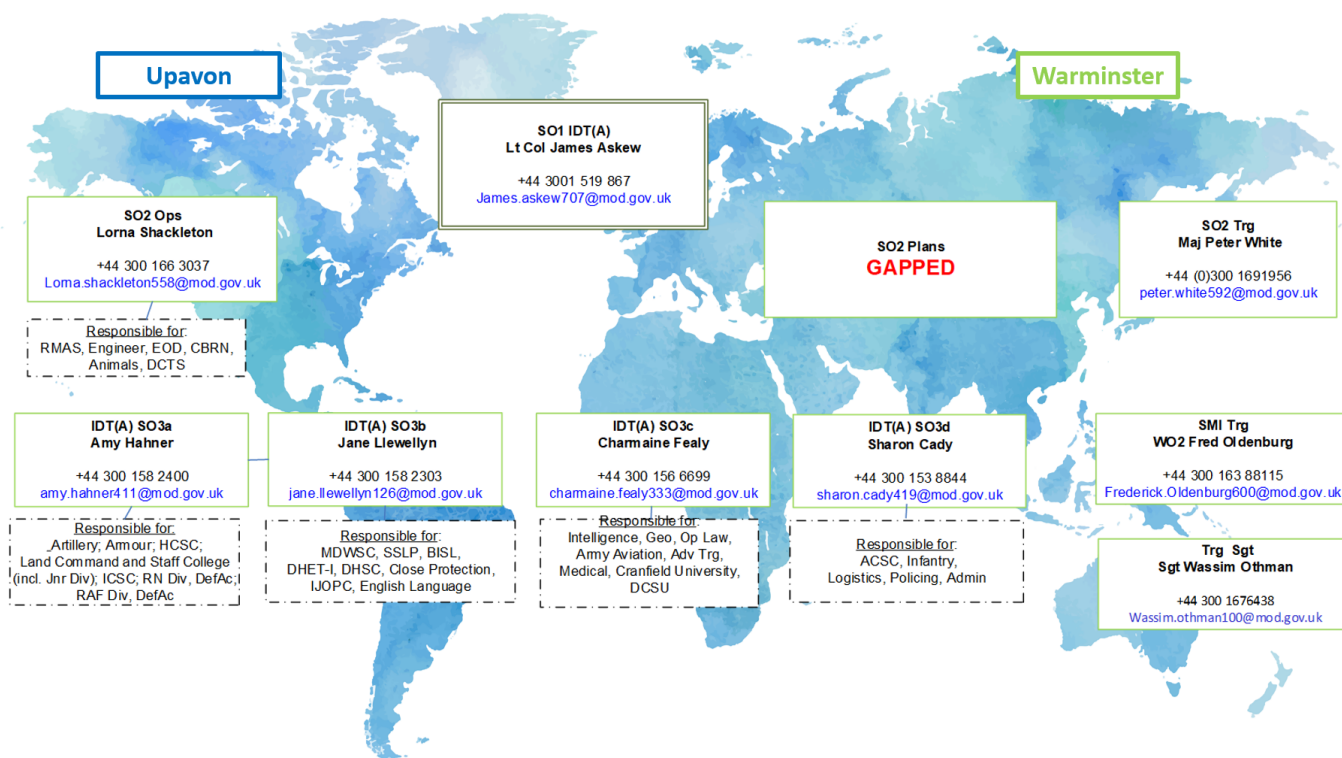 Upavon
Warminster
SO1 IDT(A)
Lt Col James Askew
+44 3001 519 867
James.askew707@mod.gov.uk
SO2 Ops
Lorna Shackleton
+44 300 166 3037
Lorna.shackleton558@mod.gov.uk
Responsible for:
RMAS, Engineer, EOD, CBRN,
Animals, DCTS
SO2 Plans
GAPPED
SO2 Trg
Maj Peter White
+44 (0)300 1691956
peter.white592@mod.gov.uk
IDT(A) SO3a
Amy Hahner
+44 300 158 2400
amy.hahner411@mod.gov.uk
Responsible for:
Artillery; Armour; HCSC;
Land Command and Staff College
(incl. Jnr Div); ICSC; RN Div, DefAc;
RAF Div, DefAc
IDT(A) SO3b
Jane Llewellyn
+44 300 158 2303
jane.llewellyn126@mod.gov.uk
Responsible for:
MDWSC, SSLP, BISL,
DHET-I, DHSC, Close Protection,
IJOPC, English Language
IDT(A) SO3c
Charmaine Fealy
+44 300 156 6699
charmaine.fealy333@mod.gov.uk
Responsible for:
Intelligence, Geo, Op Law,
Army Aviation, Adv Trg,
Medical, Cranfield University,
DCSU
IDT(A) SO3d
Sharon Cady
+44 300 153 8844
sharon.cady419@mod.gov.uk
Responsible for:
ACSC, Infantry,
Logistics, Policing, Admin
SMI Trg
WO2 Fred Oldenburg
+44 300 163 88115
Frederick.Oldenburg600@mod.gov.uk
Trg Sgt
Sgt Wassim Othman
+44 300 1676438
Wassim.othman100@mod.gov.uk